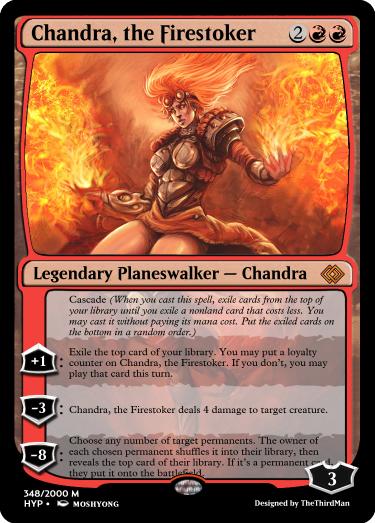 Chandra, the Firestoker 2
Legendary Planeswalker — Chandra
Cascade (When you cast this spell, exile cards from the top of
your library until you exile a nonland card that costs less. You
may cast it without paying its mana cost. Put the exiled cards on
the bottom in a random order.)
+1: Exile the top card of your library. You may put a loyalty
counter on Chandra, the Firestoker. If you don't, you may
play that card this turn.
-3: Chandra, the Firestoker deals 4 damage to target creature.
Choose any number of target permanents. The owner of
-8: each chosen permanent shuffles it into their library, then
reveals the top card of their library. If it's a permanent card,
they put it onto the battlefield.
3
348/2000 M
HYP • MOSHYONG
Designed by TheThirdMan